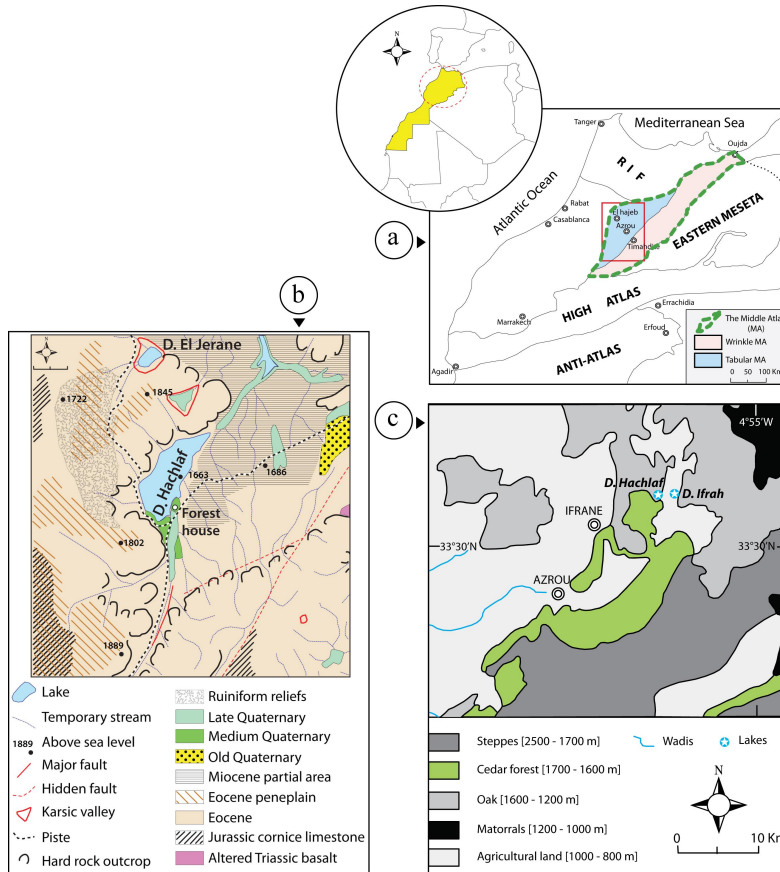 N
Mediterranean Sea
Tanger
Oujda
RIF
Atlantic Ocean
Rabat
Casablanca
El hajeb
Azrou
Timahdite
EASTERN MESETA
a
HIGH ATLAS
Errachidia
Marrakech
Erfoud
ANTI-ATLAS
Agadir
The Middle Atlas
(MA)
Wrinkle MA
Tabular MA
0 50 100 Km
b
N
D. El Jerane
1722
1845
D. Hachlaf
1663
1686
Forest
house
1802
1889
Lake
Temporary stream
1889 Above sea level
Major fault
Hidden fault
Karsic valley
Piste
Hard rock outcrop
Ruiniform reliefs
Late Quaternary
Medium Quaternary
Old Quaternary
Miocene partial area
Eocene peneplain
Eocene
Jurassic cornice limestone
Altered Triassic basalt
c
4°55'W
D. Hachlaf
D. Ifrah
IFRANE
33°30'N
33°30'N
AZROU
Steppes [2500 - 1700 m]
Cedar forest [1700 - 1600 m]
Oak [1600 - 1200 m]
Matorrals [1200 - 1000 m]
Agricultural land [1000 - 800 m]
Wadis
Lakes
N
0 10 Km